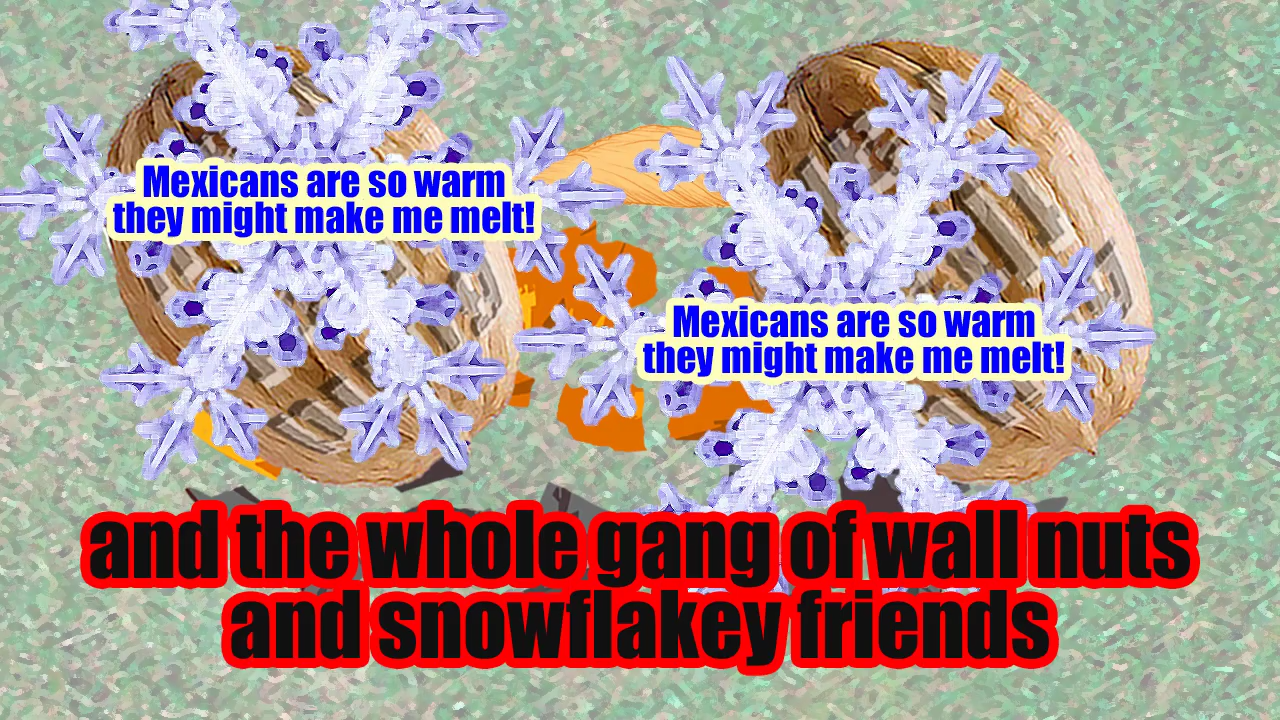 Mexicans are so warm
they might make me melt!
Mexicans are so warm
they might make me melt!
and the whole gang of wall nuts
and snowflakey friends